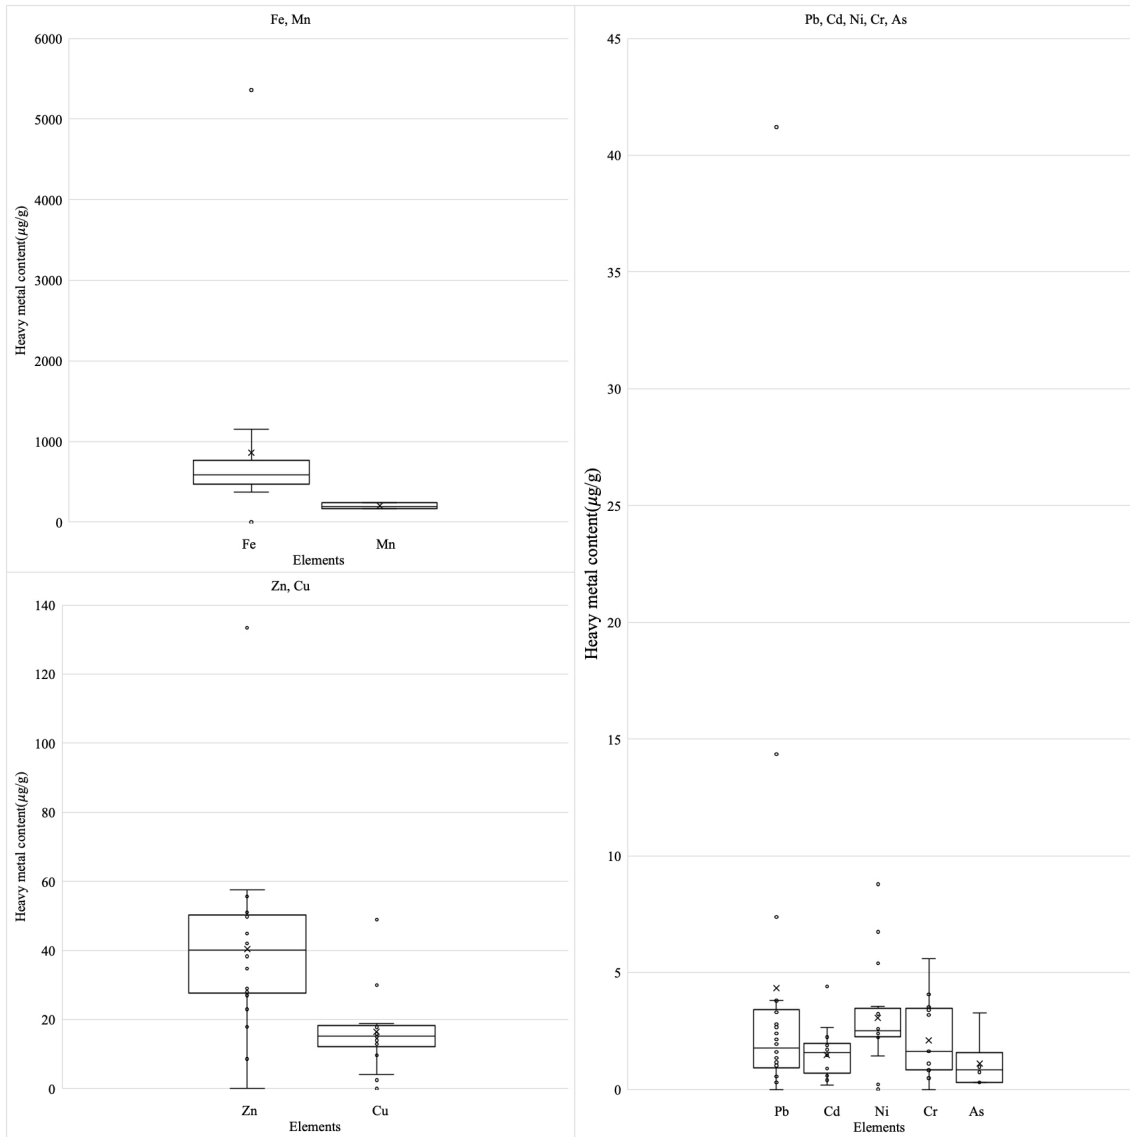 Fe, Mn
6000
5000
4000
3000
2000
1000
0
Heavy metal content(µg/g)
Fe Mn
Elements
Zn, Cu
140
120
100
80
60
40
20
0
Heavy metal content(µg/g)
Zn Cu
Elements
Pb, Cd, Ni, Cr, As
45
40
35
30
25
20
15
10
5
0
Heavy metal content(µg/g)
Pb Cd Ni Cr As
Elements